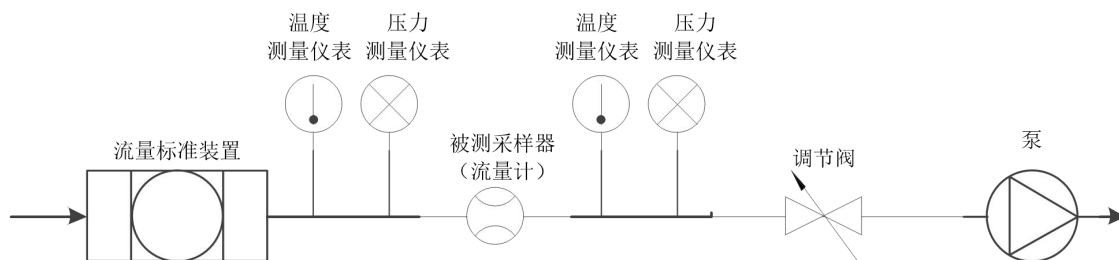 温度
测量仪表
压力
测量仪表
温度
测量仪表
压力
测量仪表
流量标准装置
被测采样器
（流量计）
调节阀
泵